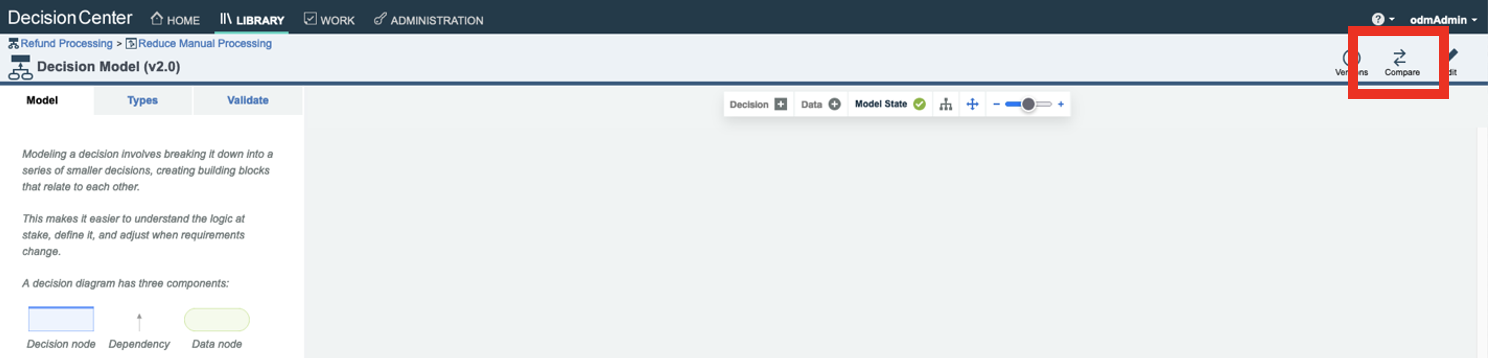 Decision Center HOME LIBRARY WORK ADMINISTRATION ? odmAdmin
Refund Processing > Reduce Manual Processing
Decision Model (v2.0)
Versions Compare
Model Types Validate
Decision Data Model State
Modeling a decision involves breaking it down into a
series of smaller decisions, creating building blocks
that relate to each other.
This makes it easier to understand the logic at
stake, define it, and adjust when requirements
change.
A decision diagram has three components:
Decision node Dependency Data node